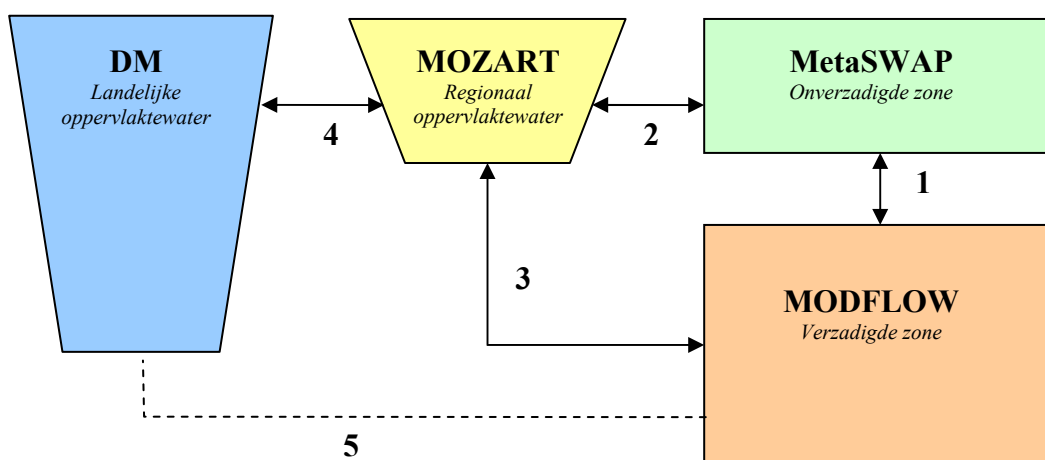 DM
Landelijke
oppervlaktewater
MOZART
Regionaal
oppervlaktewater
MetaSWAP
Onverzadigde zone
4
2
1
3
MODFLOW
Verzadigde zone
5